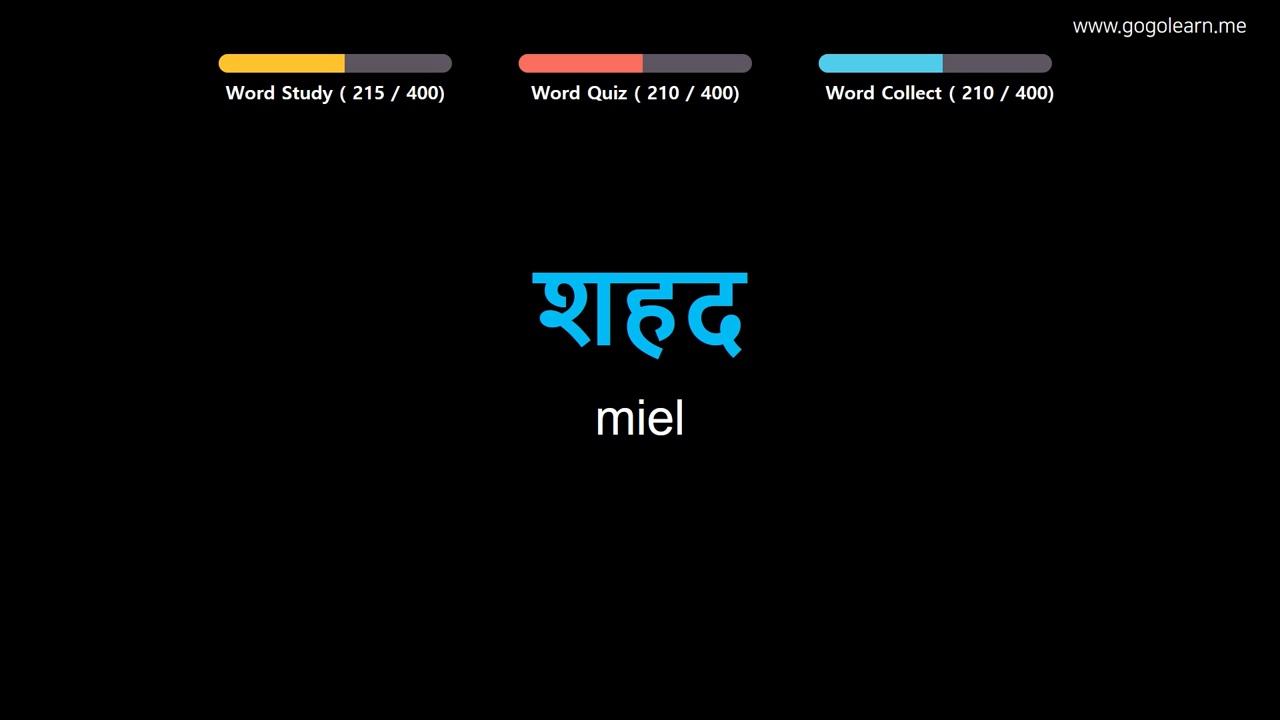 www.gogolearn.me
Word Study ( 215 / 400)
Word Quiz ( 210 / 400)
Word Collect ( 210 / 400)
शहद
miel